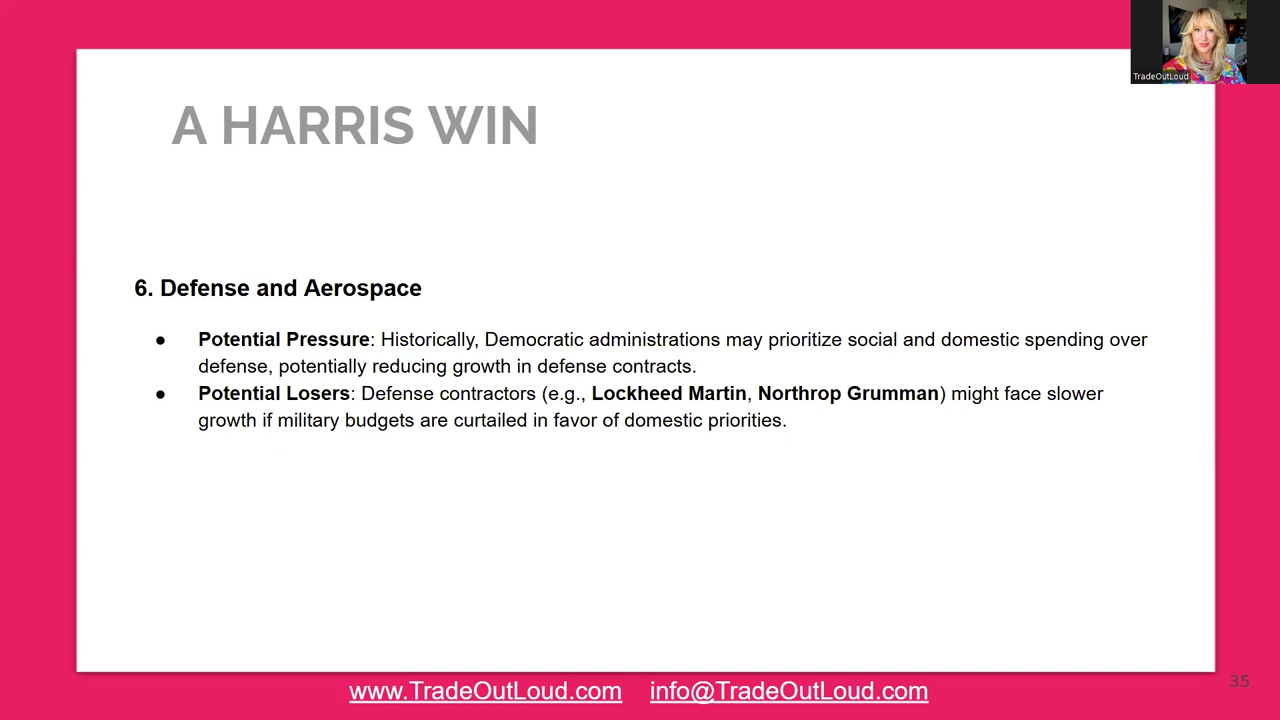 TradeOutLoud
A HARRIS WIN
6. Defense and Aerospace
● Potential Pressure: Historically, Democratic administrations may prioritize social and domestic spending over
defense, potentially reducing growth in defense contracts.
● Potential Losers: Defense contractors (e.g., Lockheed Martin, Northrop Grumman) might face slower
growth if military budgets are curtailed in favor of domestic priorities.
www.TradeOutLoud.com info@TradeOutLoud.com
35